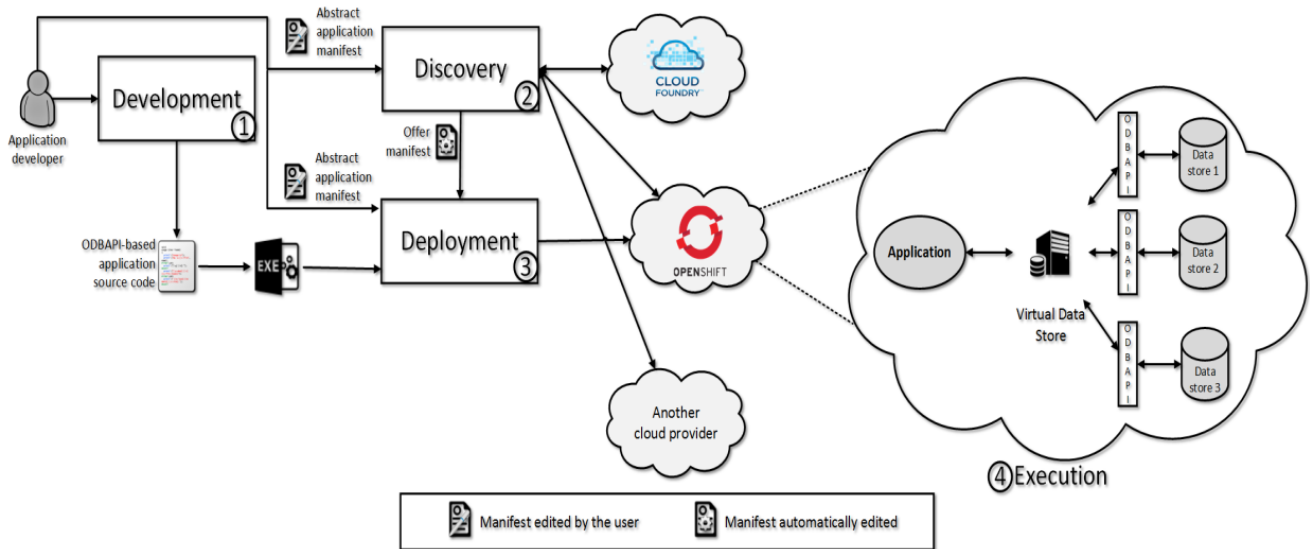 Abstract
application
manifest
Development
1
Application
developer
Discovery
2
CLOUD
FOUNDRY
Offer
manifest
Abstract
application
manifest
ODBAPI-based
application
source code
EXE
Deployment
3
OPENSHIFT
Another
cloud provider
Application
Virtual Data
Store
ODBAPI
Data
store 1
ODBAPI
Data
store 2
ODBAPI
Data
store 3
4 Execution
Manifest edited by the user
Manifest automatically edited